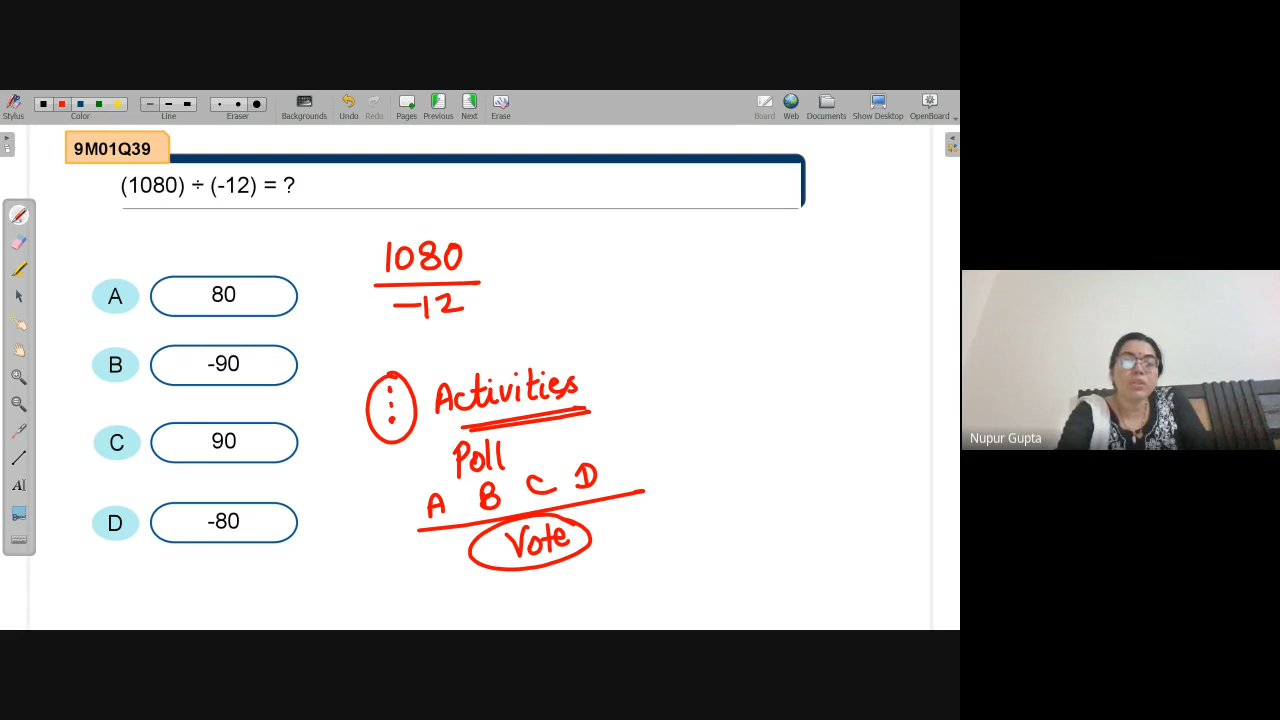 Stylus Color Line Eraser Backgrounds Undo Redo Pages Previous Next Erase Board Web Documents Show Desktop OpenBoard
9M01Q39
(1080) ÷ (-12) = ?
1080
-12
A 80
B -90
C 90
D -80
⋮ Activities
Poll
A B C D
Vote
Nupur Gupta